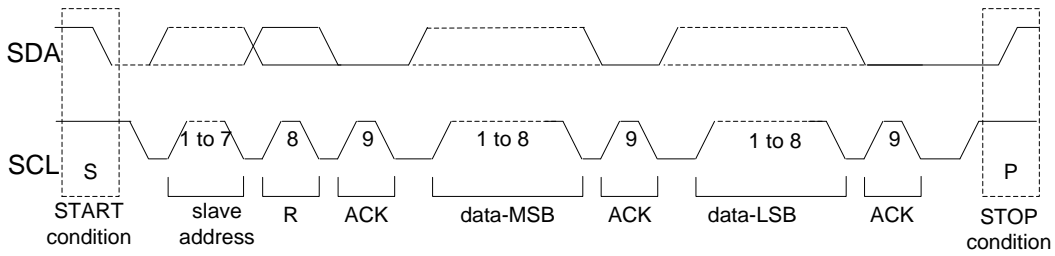 SDA
1 to 7 8 9 1 to 8 9 1 to 8 9
SCL
S P
START condition
slave address
R
ACK
data-MSB
ACK
data-LSB
ACK
STOP condition